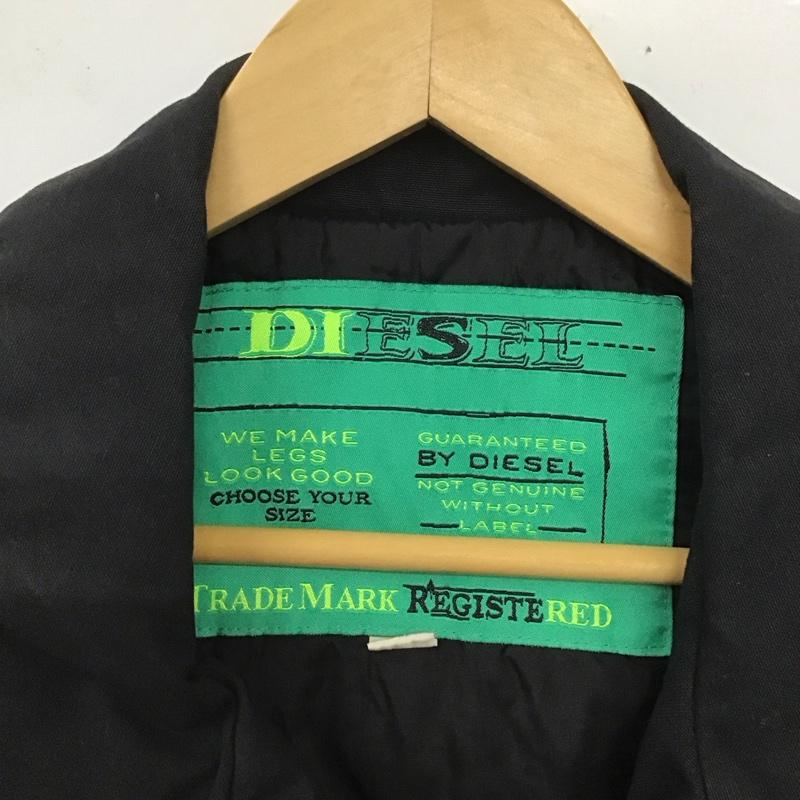 DIESEL
WE MAKE
LEGS
LOOK GOOD
CHOOSE YOUR
SIZE
GUARANTEED
BY DIESEL
NOT GENUINE
WITHOUT
LABEL
TRADE MARK REGISTERED